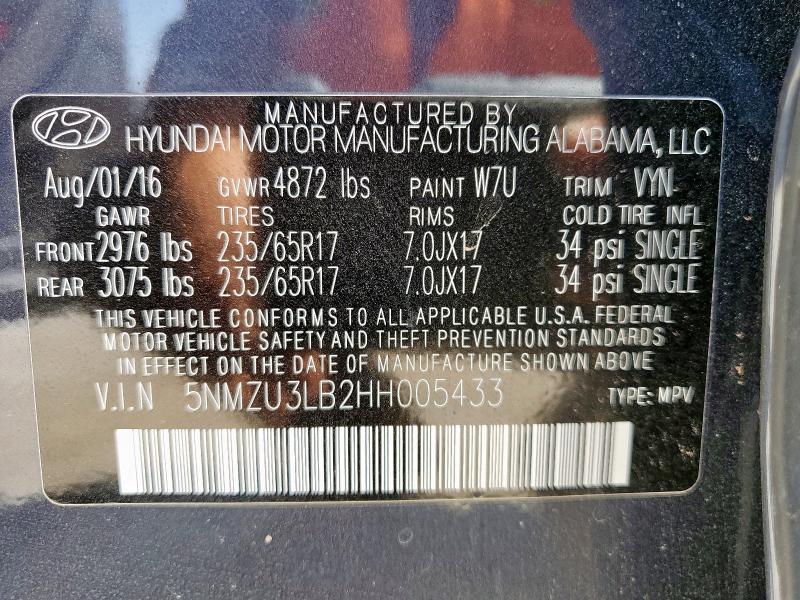 MANUFACTURED BY
HYUNDAI MOTOR MANUFACTURING ALABAMA, LLC
Aug/01/16 GVWR 4872 lbs PAINT W7U TRIM VYN
GAWR TIRES RIMS COLD TIRE INFL
FRONT 2976 lbs 235/65R17 7.0JX17 34 psi SINGLE
REAR 3075 lbs 235/65R17 7.0JX17 34 psi SINGLE
THIS VEHICLE CONFORMS TO ALL APPLICABLE U.S.A. FEDERAL
MOTOR VEHICLE SAFETY AND THEFT PREVENTION STANDARDS
IN EFFECT ON THE DATE OF MANUFACTURE SHOWN ABOVE
V.I.N 5NMZU3LB2HH005433 TYPE: MPV